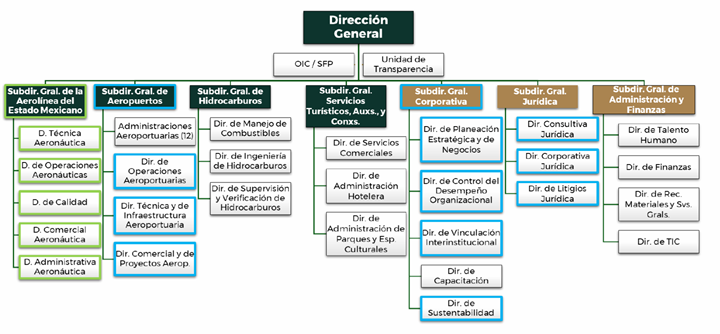 Dirección
General
OIC / SFP
Unidad de
Transparencia
Subdir. Gral. de la
Aerolínea del
Estado Mexicano
D. Técnica
Aeronáutica
D. de Operaciones
Aeronáuticas
D. de Calidad
D. Comercial
Aeronáutica
D. Administrativa
Aeronáutica
Subdir. Gral. de
Aeropuertos
Administraciones
Aeroportuarias (12)
Dir. de
Operaciones
Aeroportuarias
Dir. Técnica y de
Infraestructura
Aeroportuaria
Dir. Comercial y de
Proyectos Aerop.
Subdir. Gral. de
Hidrocarburos
Dir. de Manejo de
Combustibles
Dir. de Ingeniería
de Hidrocarburos
Dir. de Supervisión
y Verificación de
Hidrocarburos
Subdir. Gral.
Servicios
Turísticos, Auxs., y
Conxs.
Dir. de Servicios
Comerciales
Dir. de
Administración
Hotelera
Dir. de
Administración de
Parques y Esp.
Culturales
Subdir. Gral.
Corporativa
Dir. de Planeación
Estratégica y de
Negocios
Dir. de Control del
Desempeño
Organizacional
Dir. de Vinculación
Interinstitucional
Dir. de
Capacitación
Dir. de
Sustentabilidad
Subdir. Gral.
Jurídica
Dir. Consultiva
Jurídica
Dir. Corporativa
Jurídica
Dir. de Litigios
Jurídica
Subdir. Gral. de
Administración y
Finanzas
Dir. de Talento
Humano
Dir. de Finanzas
Dir. de Rec.
Materiales y Svs.
Grals.
Dir. de TIC